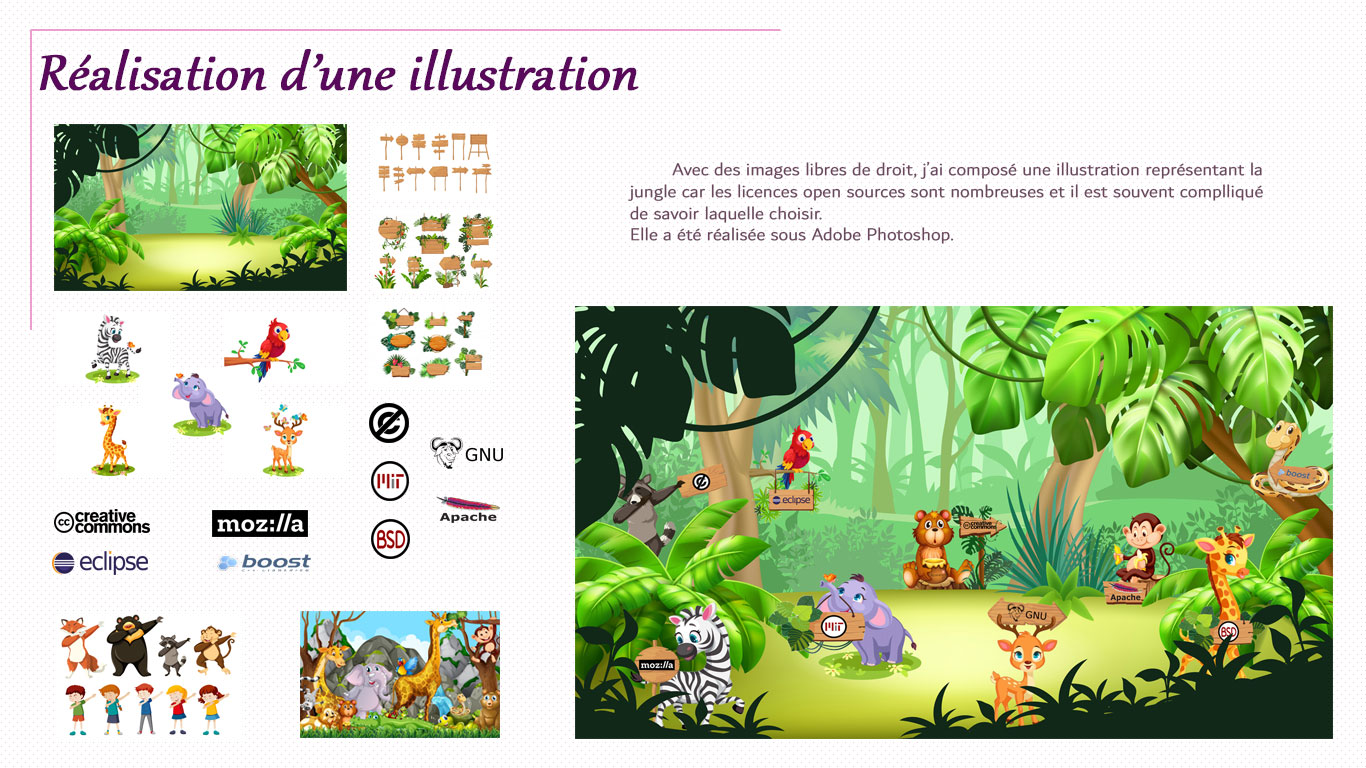 Réalisation d'une illustration
Avec des images libres de droit, j'ai composé une illustration représentant la
jungle car les licences open sources sont nombreuses et il est souvent complliqué
de savoir laquelle choisir.
Elle a été réalisée sous Adobe Photoshop.
GNU
MiT
Apache
BSD
cc creative
commons
moz://a
eclipse
boost
C++ LIBRARIES
eclipse
boost
creative
commons
Apache
GNU
MiT
BSD
moz://a